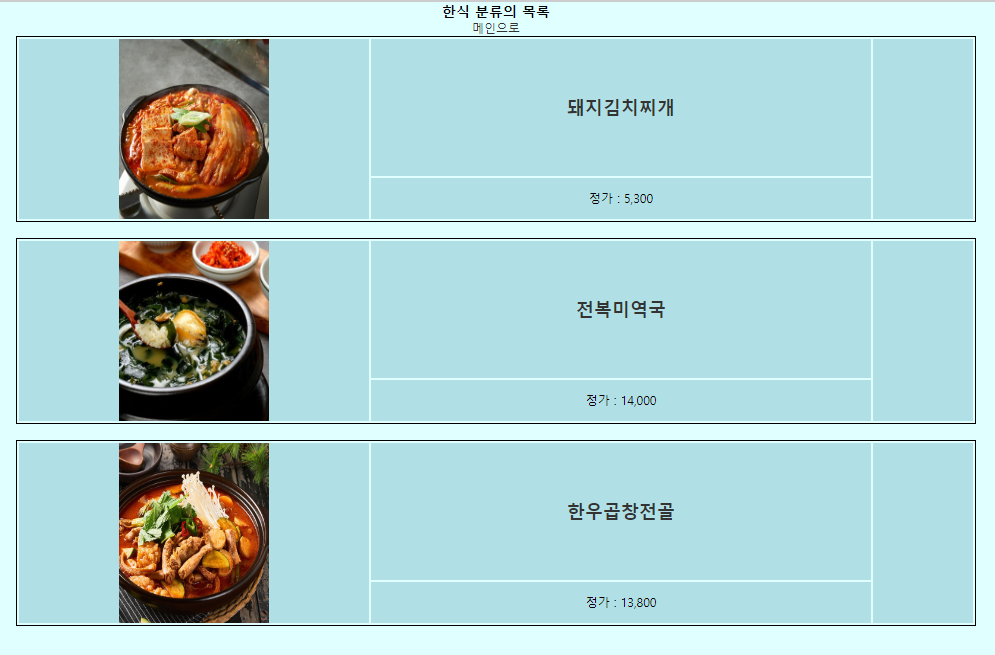 한식 분류의 목록
메인으로
돼지김치찌개
정가 : 5,300
전복미역국
정가 : 14,000
한우곱창전골
정가 : 13,800